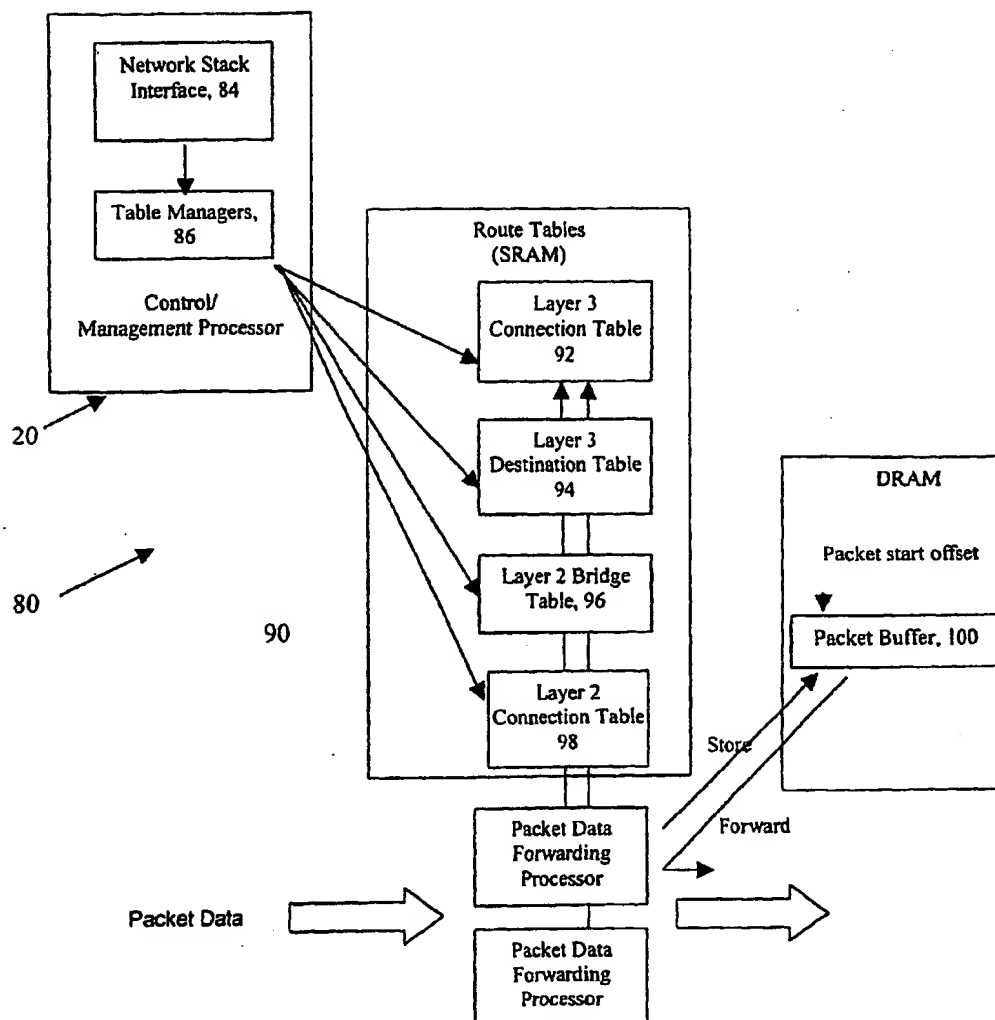 Network Stack
Interface, 84
Table Managers,
86
Control/
Management Processor
20
80
90
Route Tables
(SRAM)
Layer 3
Connection Table
92
Layer 3
Destination Table
94
Layer 2 Bridge
Table, 96
Layer 2
Connection Table
98
DRAM
Packet start offset
Packet Buffer, 100
Store
Forward
Packet Data
Forwarding
Processor
Packet Data
Packet Data
Forwarding
Processor